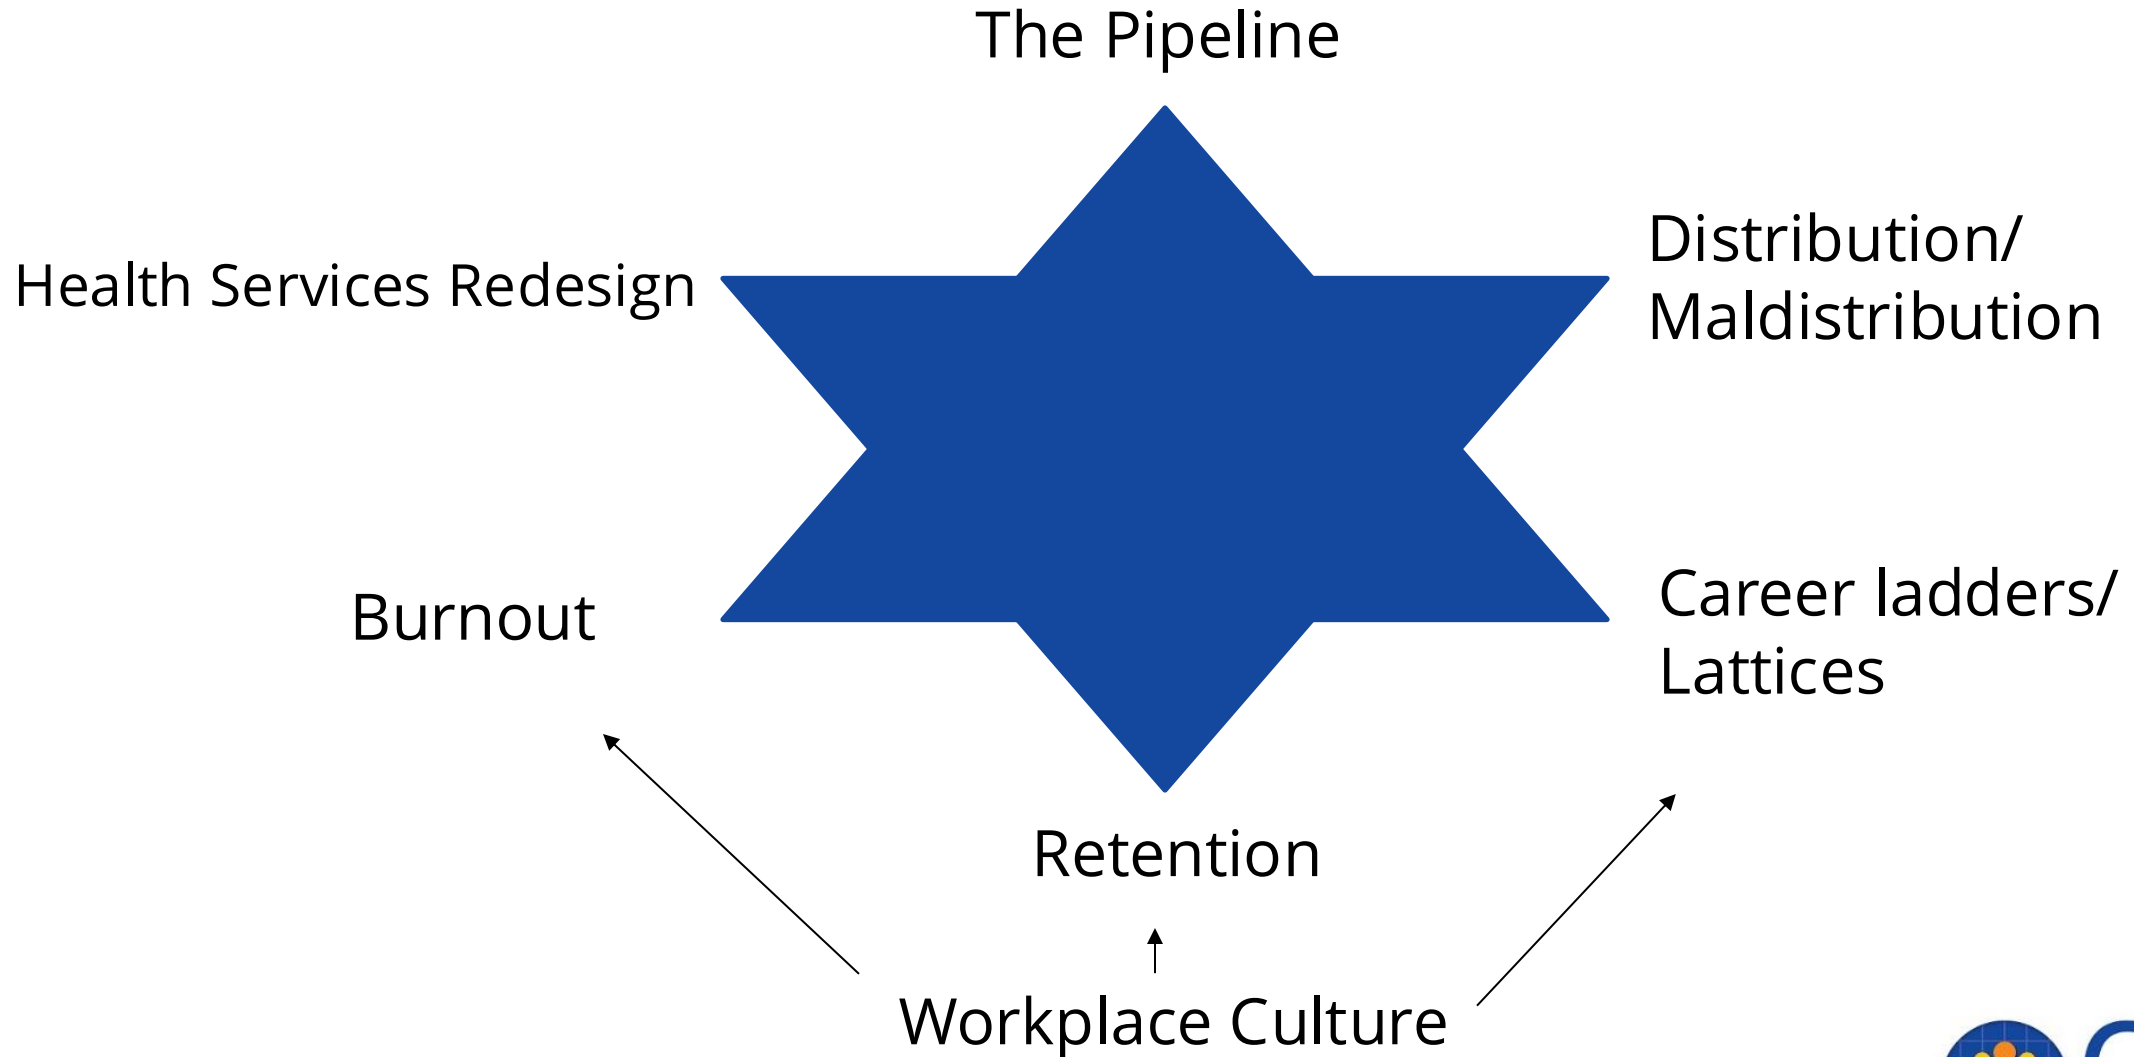 The Pipeline
Health Services Redesign
Distribution/
Maldistribution
Burnout
Career ladders/
Lattices
Retention
Workplace Culture